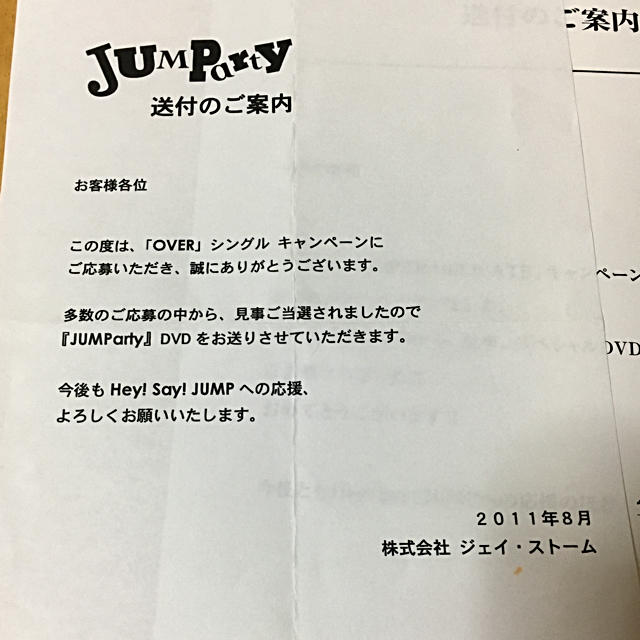 JUMParty
送付のご案内
お客様各位
この度は、「OVER」シングル キャンペーンに
ご応募いただき、誠にありがとうございます。
多数のご応募の中から、見事ご当選されましたので
『JUMParty』DVD をお送りさせていただきます。
今後も Hey! Say! JUMP への応援、
よろしくお願いいたします。
２０１１年８月
株式会社 ジェイ・ストーム
ご案内
ペーン
DVD